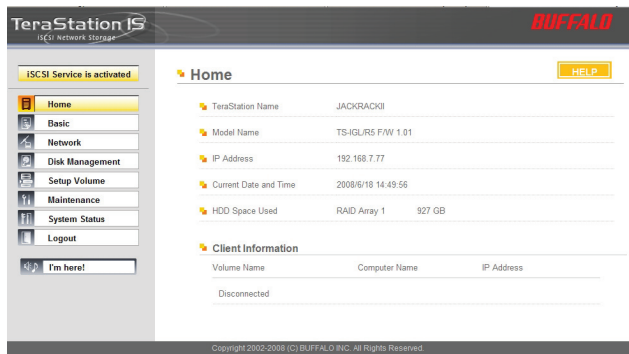 TeraStation IS
iSCSI Network Storage
BUFFALO
iSCSI Service is activated
Home
Basic
Network
Disk Management
Setup Volume
Maintenance
System Status
Logout
I'm here!
Home
HELP
TeraStation Name JACKRACKII
Model Name TS-IGL/R5 F/W 1.01
IP Address 192.168.7.77
Current Date and Time 2008/6/18 14:49:56
HDD Space Used RAID Array 1 927 GB
Client Information
Volume Name Computer Name IP Address
Disconnected
Copyright 2002-2008 (C) BUFFALO INC. All Rights Reserved.